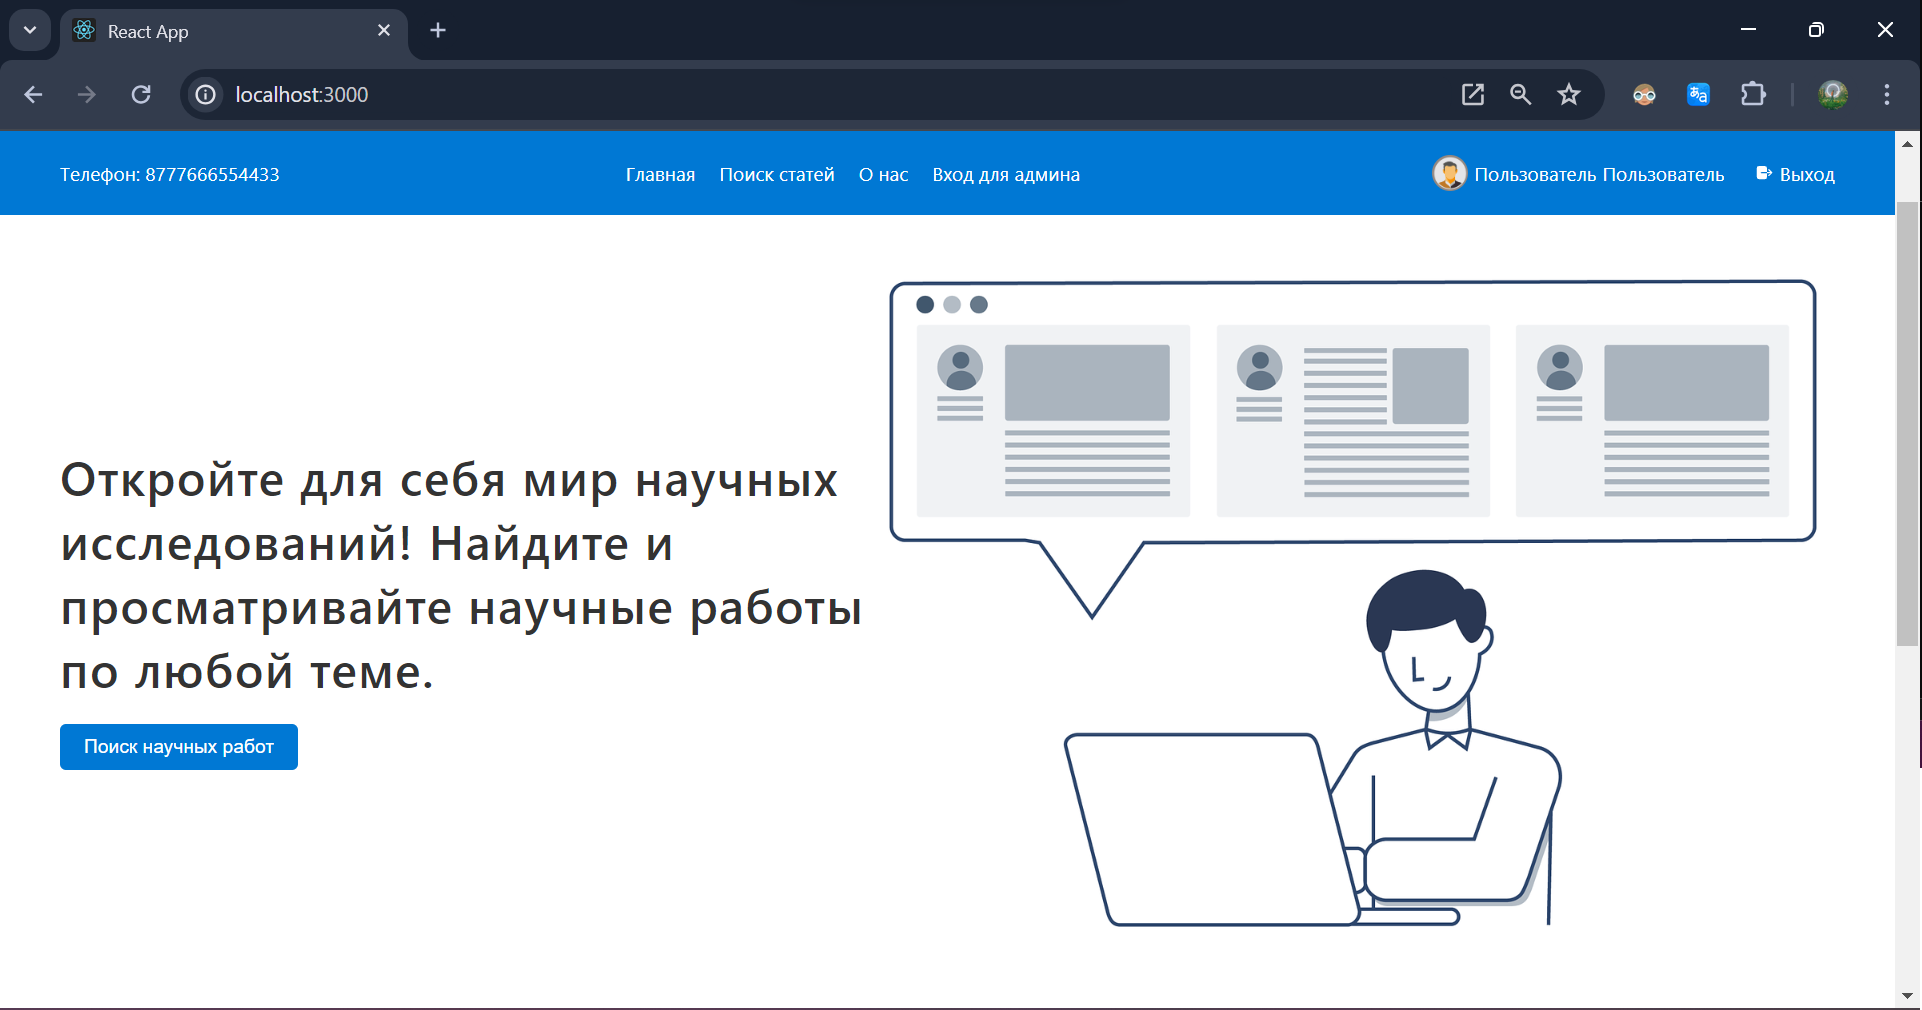 React App
localhost:3000
Телефон: 8777666554433
Главная
Поиск статей
О нас
Вход для админа
Пользователь Пользователь
Выход
Откройте для себя мир научных
исследований! Найдите и
просматривайте научные работы
по любой теме.
Поиск научных работ